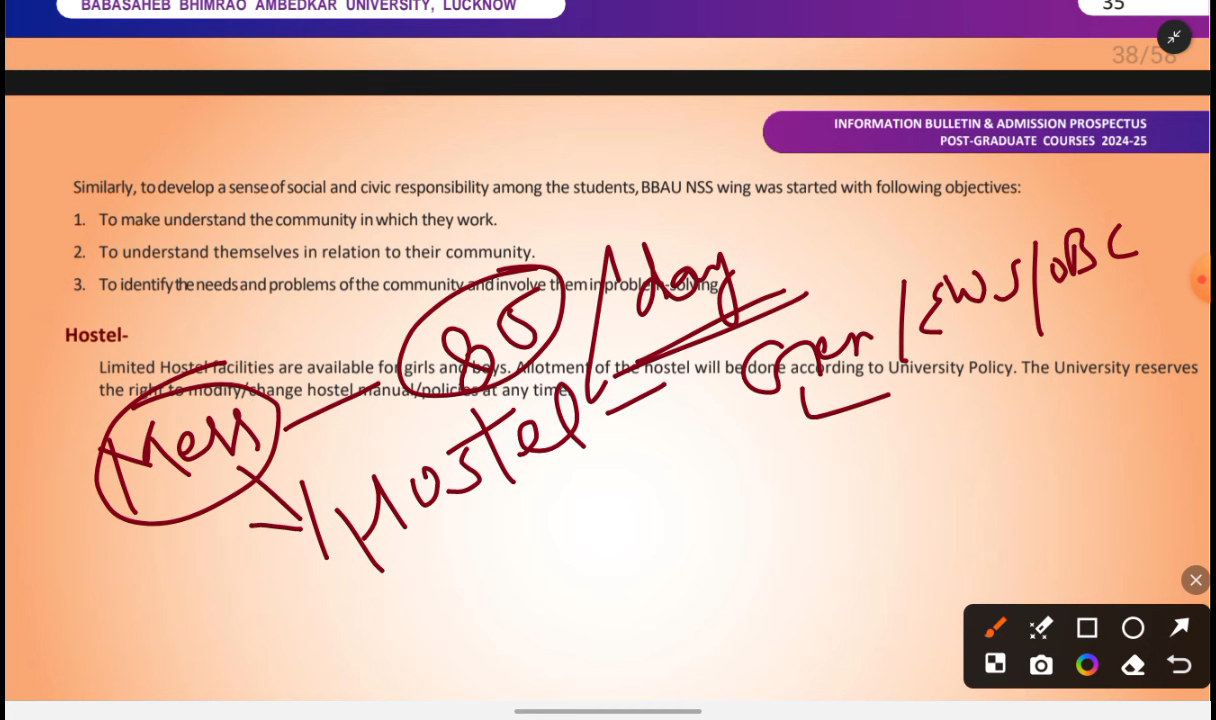 BABASAHEB BHIMRAO AMBEDKAR UNIVERSITY, LUCKNOW
35
38/58
INFORMATION BULLETIN & ADMISSION PROSPECTUS
POST-GRADUATE COURSES 2024-25
Similarly, to develop a sense of social and civic responsibility among the students, BBAU NSS wing was started with following objectives:
1. To make understand the community in which they work.
2. To understand themselves in relation to their community.
3. To identify the needs and problems of the community and involve them in problem-solving
Hostel-
Limited Hostel facilities are available for girls and boys. Allotment of the hostel will be done according to University Policy. The University reserves
the right to modify/change hostel manual/policies at any time.
/day
/EWS/OBC
Mess
Hostel